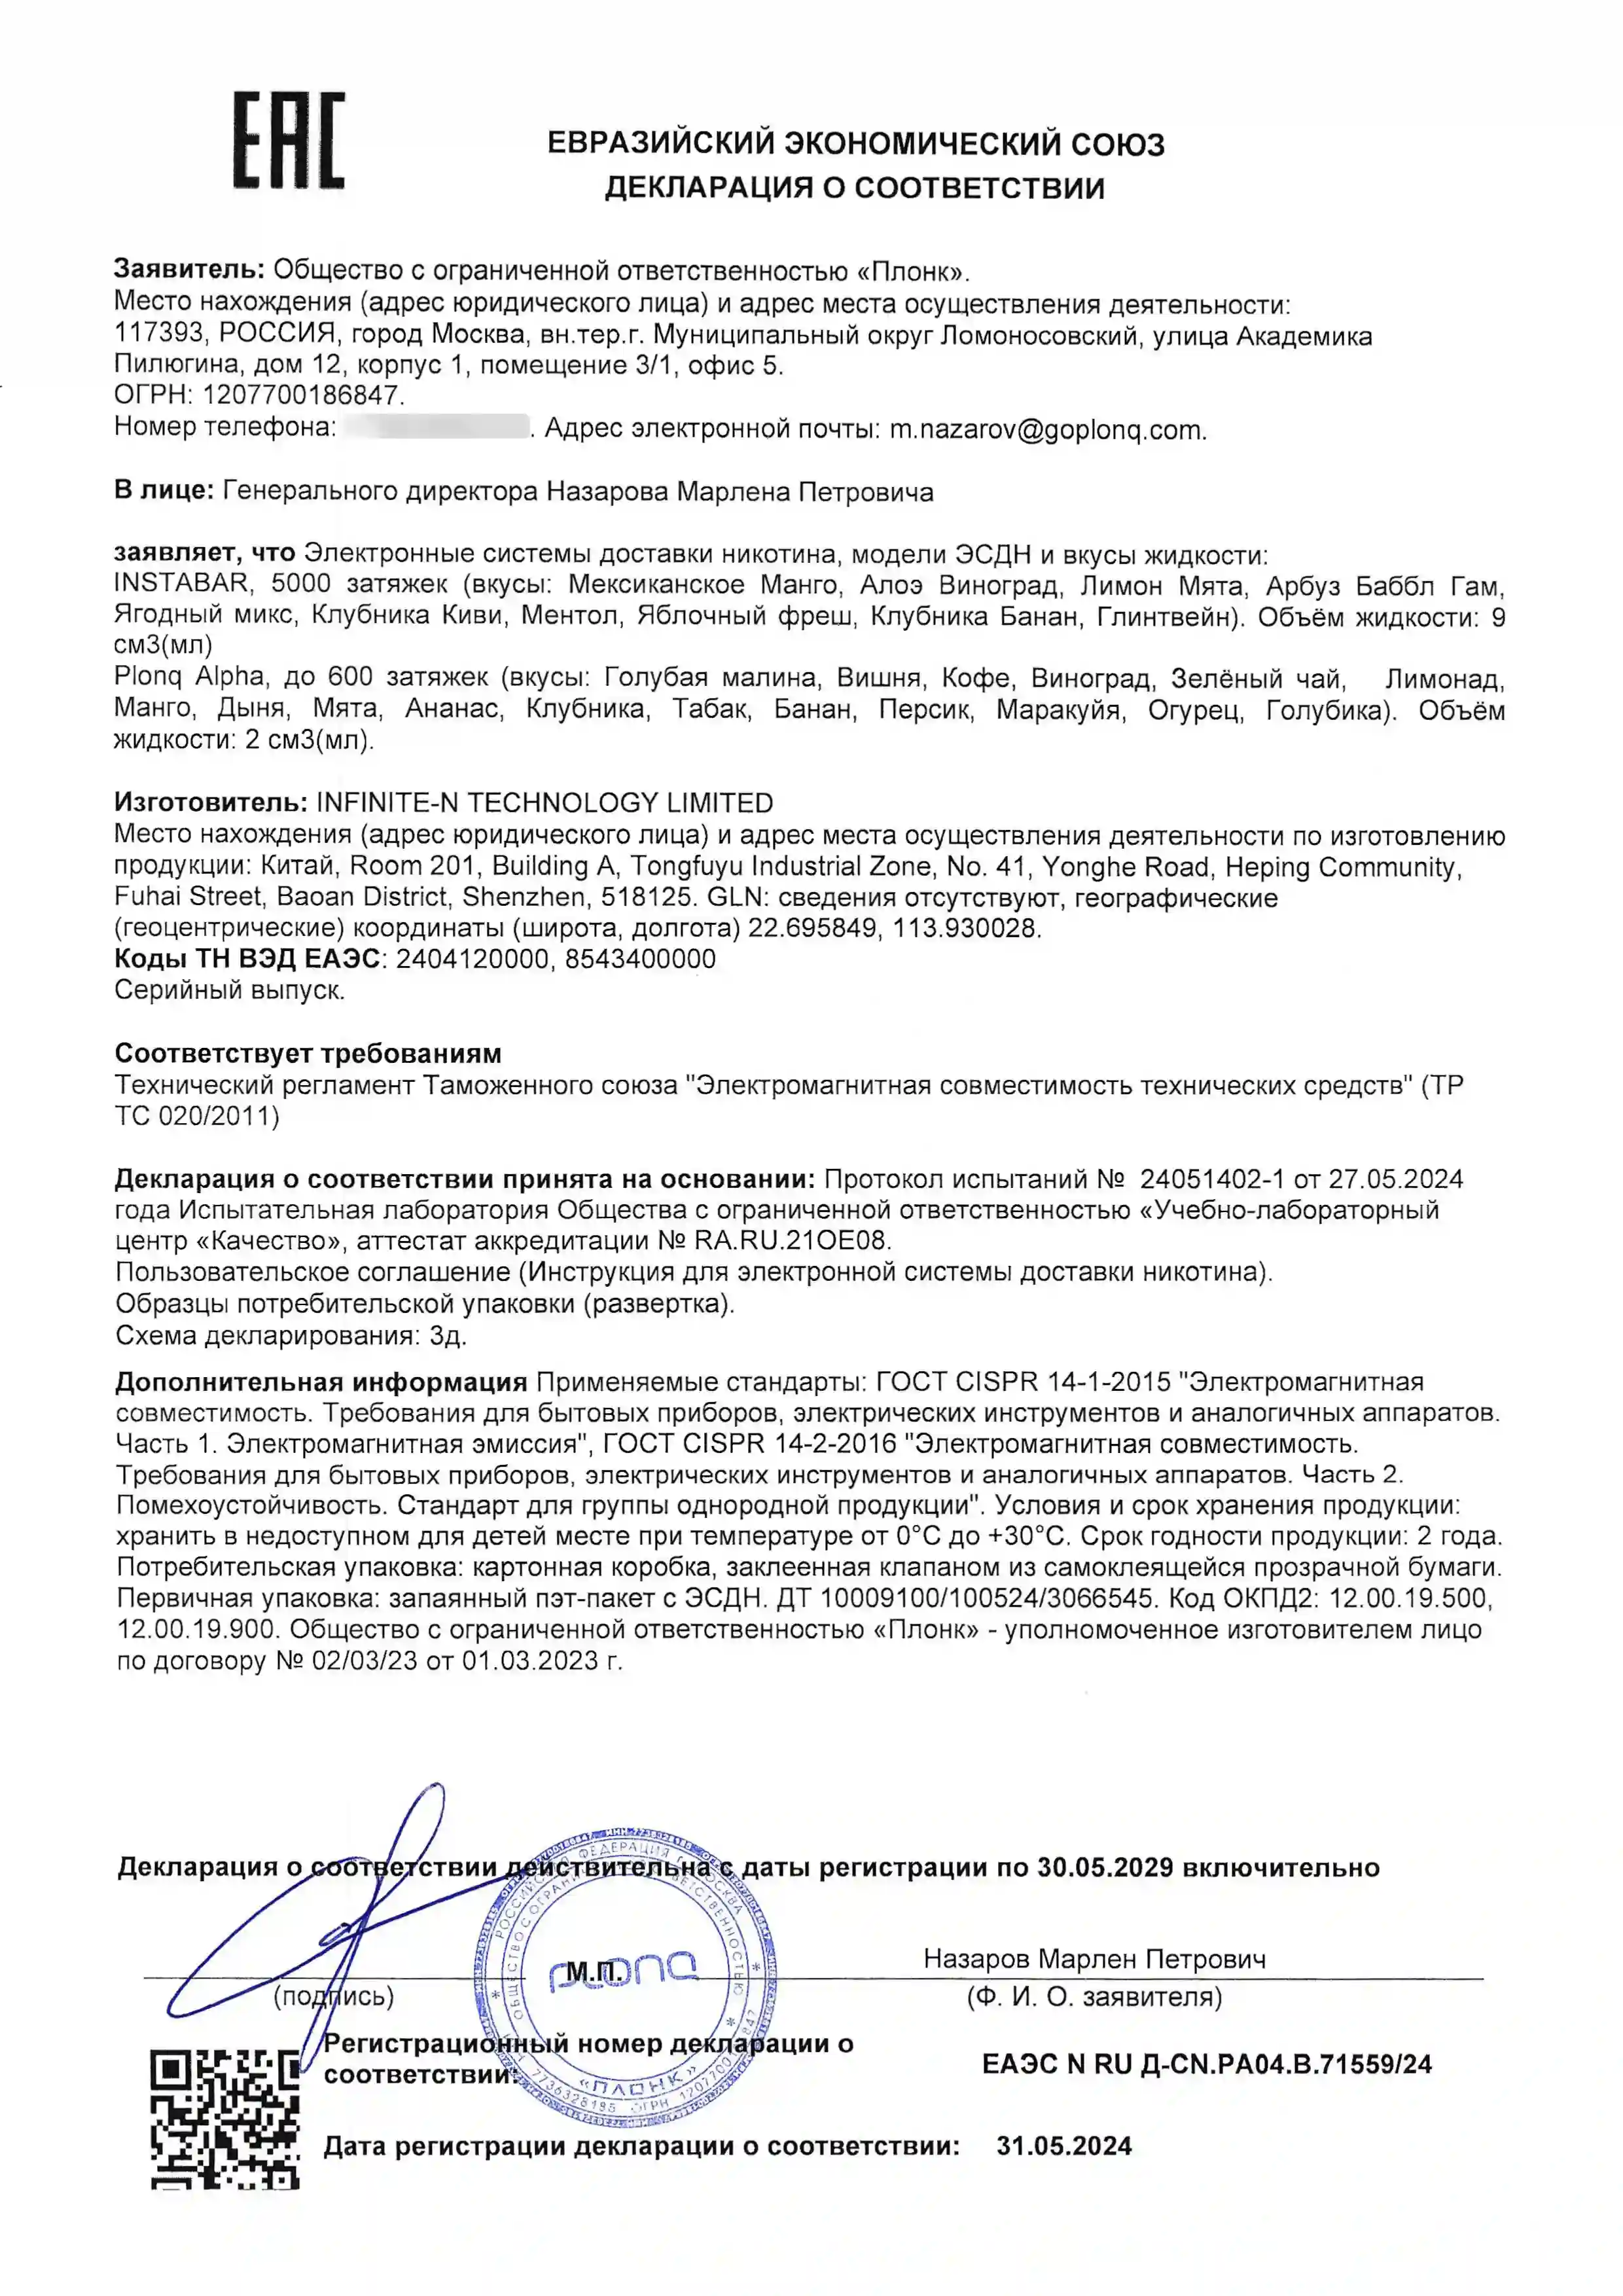 EAC
ЕВРАЗИЙСКИЙ ЭКОНОМИЧЕСКИЙ СОЮЗ
ДЕКЛАРАЦИЯ О СООТВЕТСТВИИ
Заявитель: Общество с ограниченной ответственностью «Плонк».
Место нахождения (адрес юридического лица) и адрес места осуществления деятельности:
117393, РОССИЯ, город Москва, вн.тер.г. Муниципальный округ Ломоносовский, улица Академика
Пилюгина, дом 12, корпус 1, помещение 3/1, офис 5.
ОГРН: 1207700186847.
Номер телефона: . Адрес электронной почты: m.nazarov@goplonq.com.
В лице: Генерального директора Назарова Марлена Петровича
заявляет, что Электронные системы доставки никотина, модели ЭСДН и вкусы жидкости:
INSTABAR, 5000 затяжек (вкусы: Мексиканское Манго, Алоэ Виноград, Лимон Мята, Арбуз Баббл Гам,
Ягодный микс, Клубника Киви, Ментол, Яблочный фреш, Клубника Банан, Глинтвейн). Объём жидкости: 9
см3(мл)
Plonq Alpha, до 600 затяжек (вкусы: Голубая малина, Вишня, Кофе, Виноград, Зелёный чай, Лимонад,
Манго, Дыня, Мята, Ананас, Клубника, Табак, Банан, Персик, Маракуйя, Огурец, Голубика). Объём
жидкости: 2 см3(мл).
Изготовитель: INFINITE-N TECHNOLOGY LIMITED
Место нахождения (адрес юридического лица) и адрес места осуществления деятельности по изготовлению
продукции: Китай, Room 201, Building A, Tongfuyu Industrial Zone, No. 41, Yonghe Road, Heping Community,
Fuhai Street, Baoan District, Shenzhen, 518125. GLN: сведения отсутствуют, географические
(геоцентрические) координаты (широта, долгота) 22.695849, 113.930028.
Коды ТН ВЭД ЕАЭС: 2404120000, 8543400000
Серийный выпуск.
Соответствует требованиям
Технический регламент Таможенного союза "Электромагнитная совместимость технических средств" (ТР
ТС 020/2011)
Декларация о соответствии принята на основании: Протокол испытаний № 24051402-1 от 27.05.2024
года Испытательная лаборатория Общества с ограниченной ответственностью «Учебно-лабораторный
центр «Качество», аттестат аккредитации № RA.RU.21ОЕ08.
Пользовательское соглашение (Инструкция для электронной системы доставки никотина).
Образцы потребительской упаковки (развертка).
Схема декларирования: 3д.
Дополнительная информация Применяемые стандарты: ГОСТ CISPR 14-1-2015 "Электромагнитная
совместимость. Требования для бытовых приборов, электрических инструментов и аналогичных аппаратов.
Часть 1. Электромагнитная эмиссия", ГОСТ CISPR 14-2-2016 "Электромагнитная совместимость.
Требования для бытовых приборов, электрических инструментов и аналогичных аппаратов. Часть 2.
Помехоустойчивость. Стандарт для группы однородной продукции". Условия и срок хранения продукции:
хранить в недоступном для детей месте при температуре от 0°С до +30°С. Срок годности продукции: 2 года.
Потребительская упаковка: картонная коробка, заклеенная клапаном из самоклеящейся прозрачной бумаги.
Первичная упаковка: запаянный пэт-пакет с ЭСДН. ДТ 10009100/100524/3066545. Код ОКПД2: 12.00.19.500,
12.00.19.900. Общество с ограниченной ответственностью «Плонк» - уполномоченное изготовителем лицо
по договору № 02/03/23 от 01.03.2023 г.
Декларация о соответствии действительна с даты регистрации по 30.05.2029 включительно
РОССИЙСКАЯ ФЕДЕРАЦИЯ Г. МОСКВА
ОБЩЕСТВО С ОГРАНИЧЕННОЙ ОТВЕТСТВЕННОСТЬЮ
plonq
«ПЛОНК»
ИНН 7736328185 ОГРН 1207700186847
М.П.
Назаров Марлен Петрович
(подпись)
(Ф. И. О. заявителя)
Регистрационный номер декларации о
соответствии:
ЕАЭС N RU Д-CN.РА04.В.71559/24
Дата регистрации декларации о соответствии: 31.05.2024